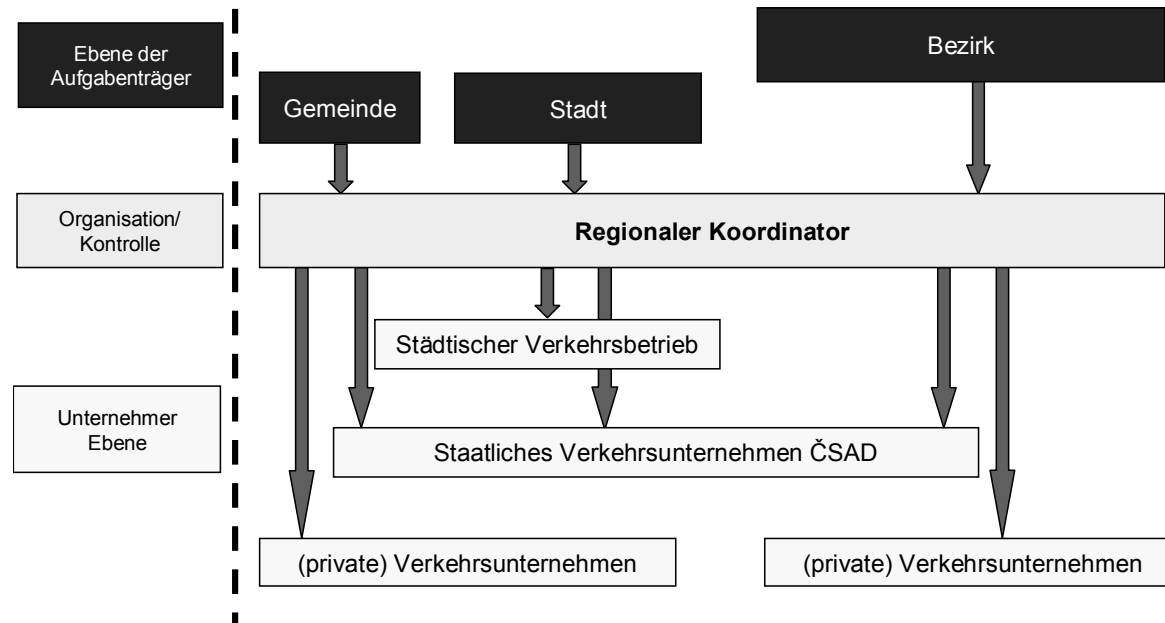 Ebene der
Aufgabenträger
Bezirk
Gemeinde
Stadt
Organisation/
Kontrolle
Regionaler Koordinator
Städtischer Verkehrsbetrieb
Unternehmer
Ebene
Staatliches Verkehrsunternehmen ČSAD
(private) Verkehrsunternehmen
(private) Verkehrsunternehmen